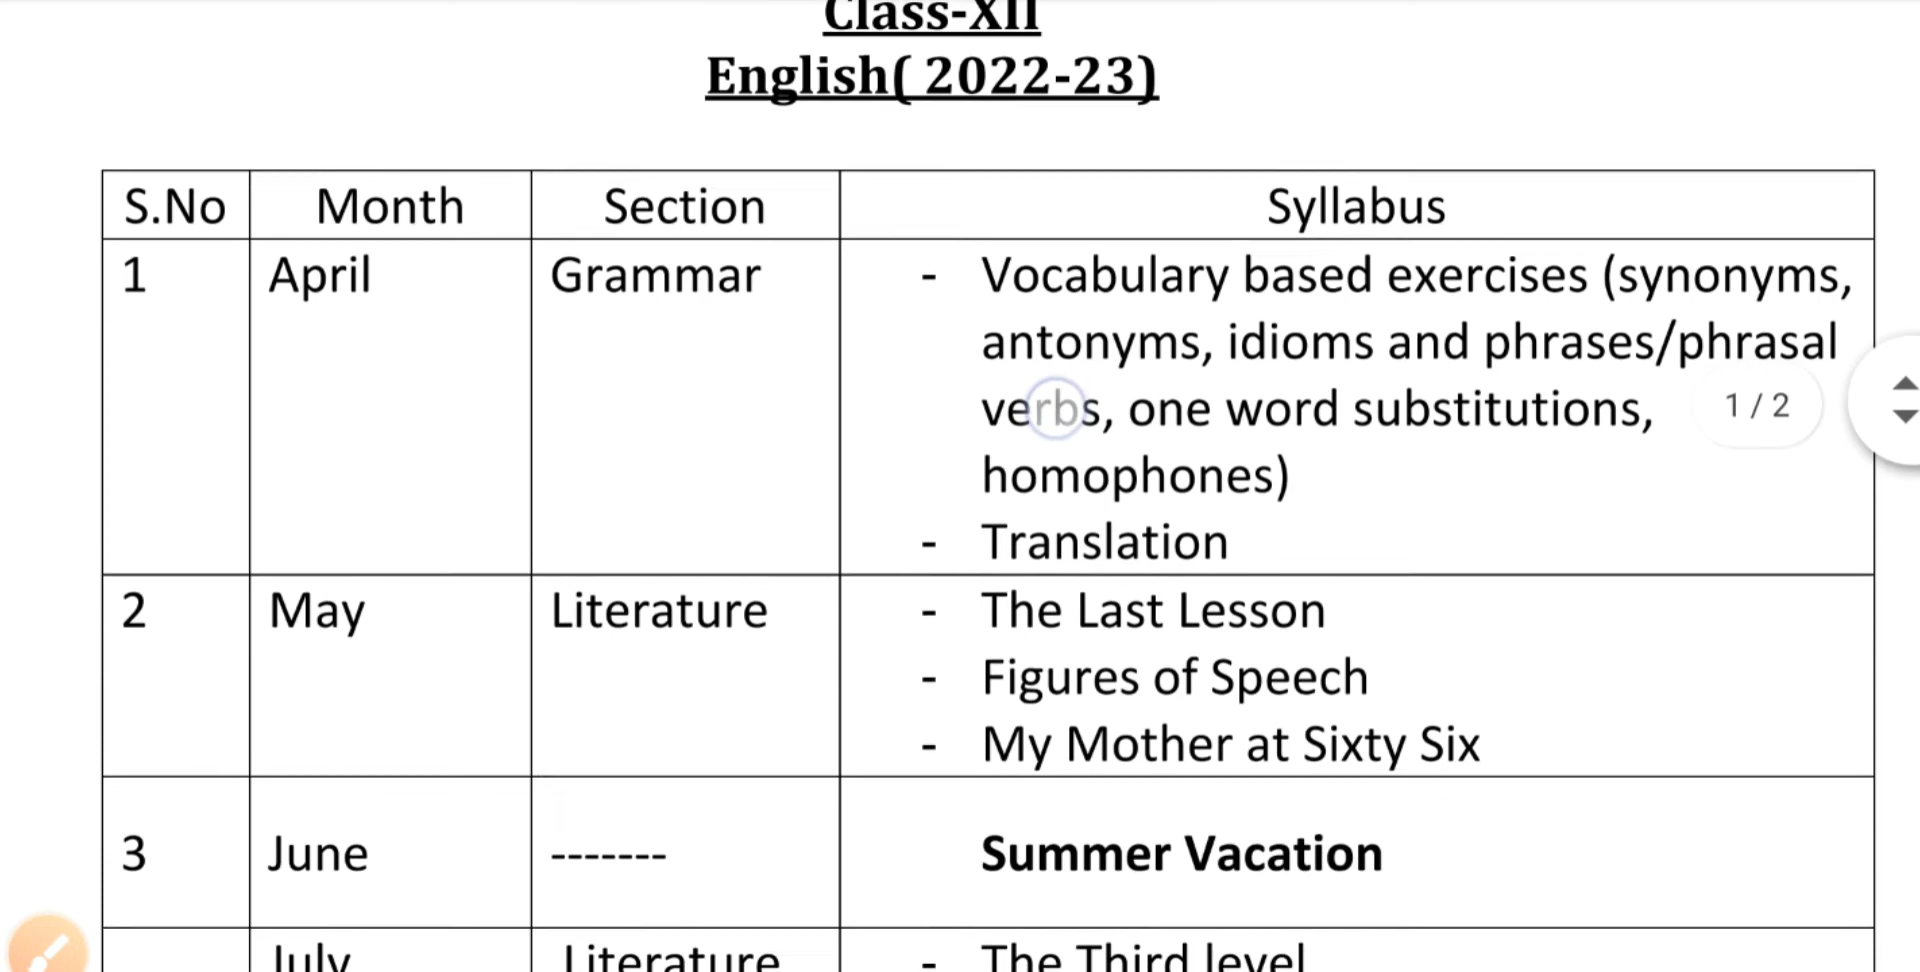 Class-XII
English( 2022-23)
S.No Month Section Syllabus
1 April Grammar - Vocabulary based exercises (synonyms,
antonyms, idioms and phrases/phrasal
verbs, one word substitutions,
homophones)
1 / 2
- Translation
2 May Literature - The Last Lesson
- Figures of Speech
- My Mother at Sixty Six
3 June ------- Summer Vacation
July Literature - The Third level